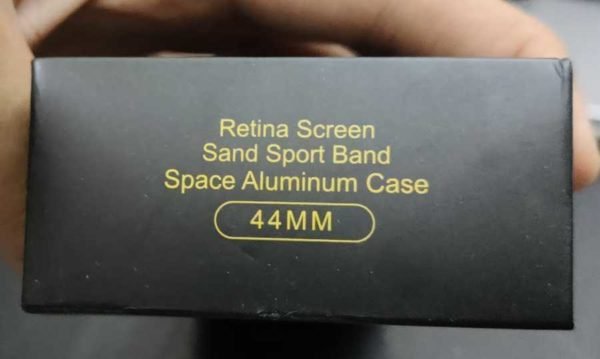 Retina Screen
Sand Sport Band
Space Aluminum Case
44MM